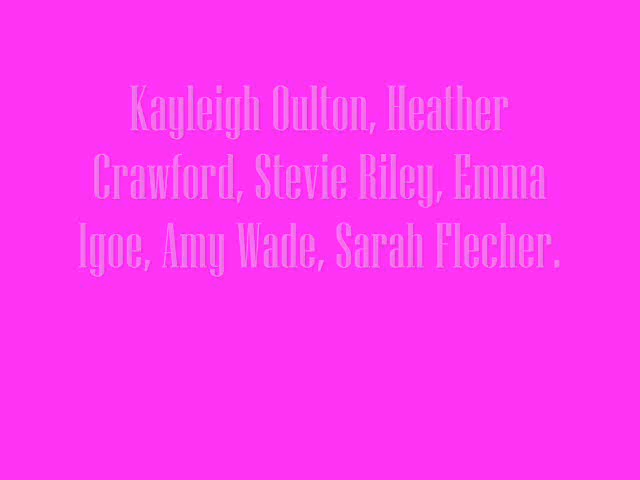 Kayleigh Oulton, Heather
Crawford, Stevie Riley, Emma
Igoe, Amy Wade, Sarah Flecher.